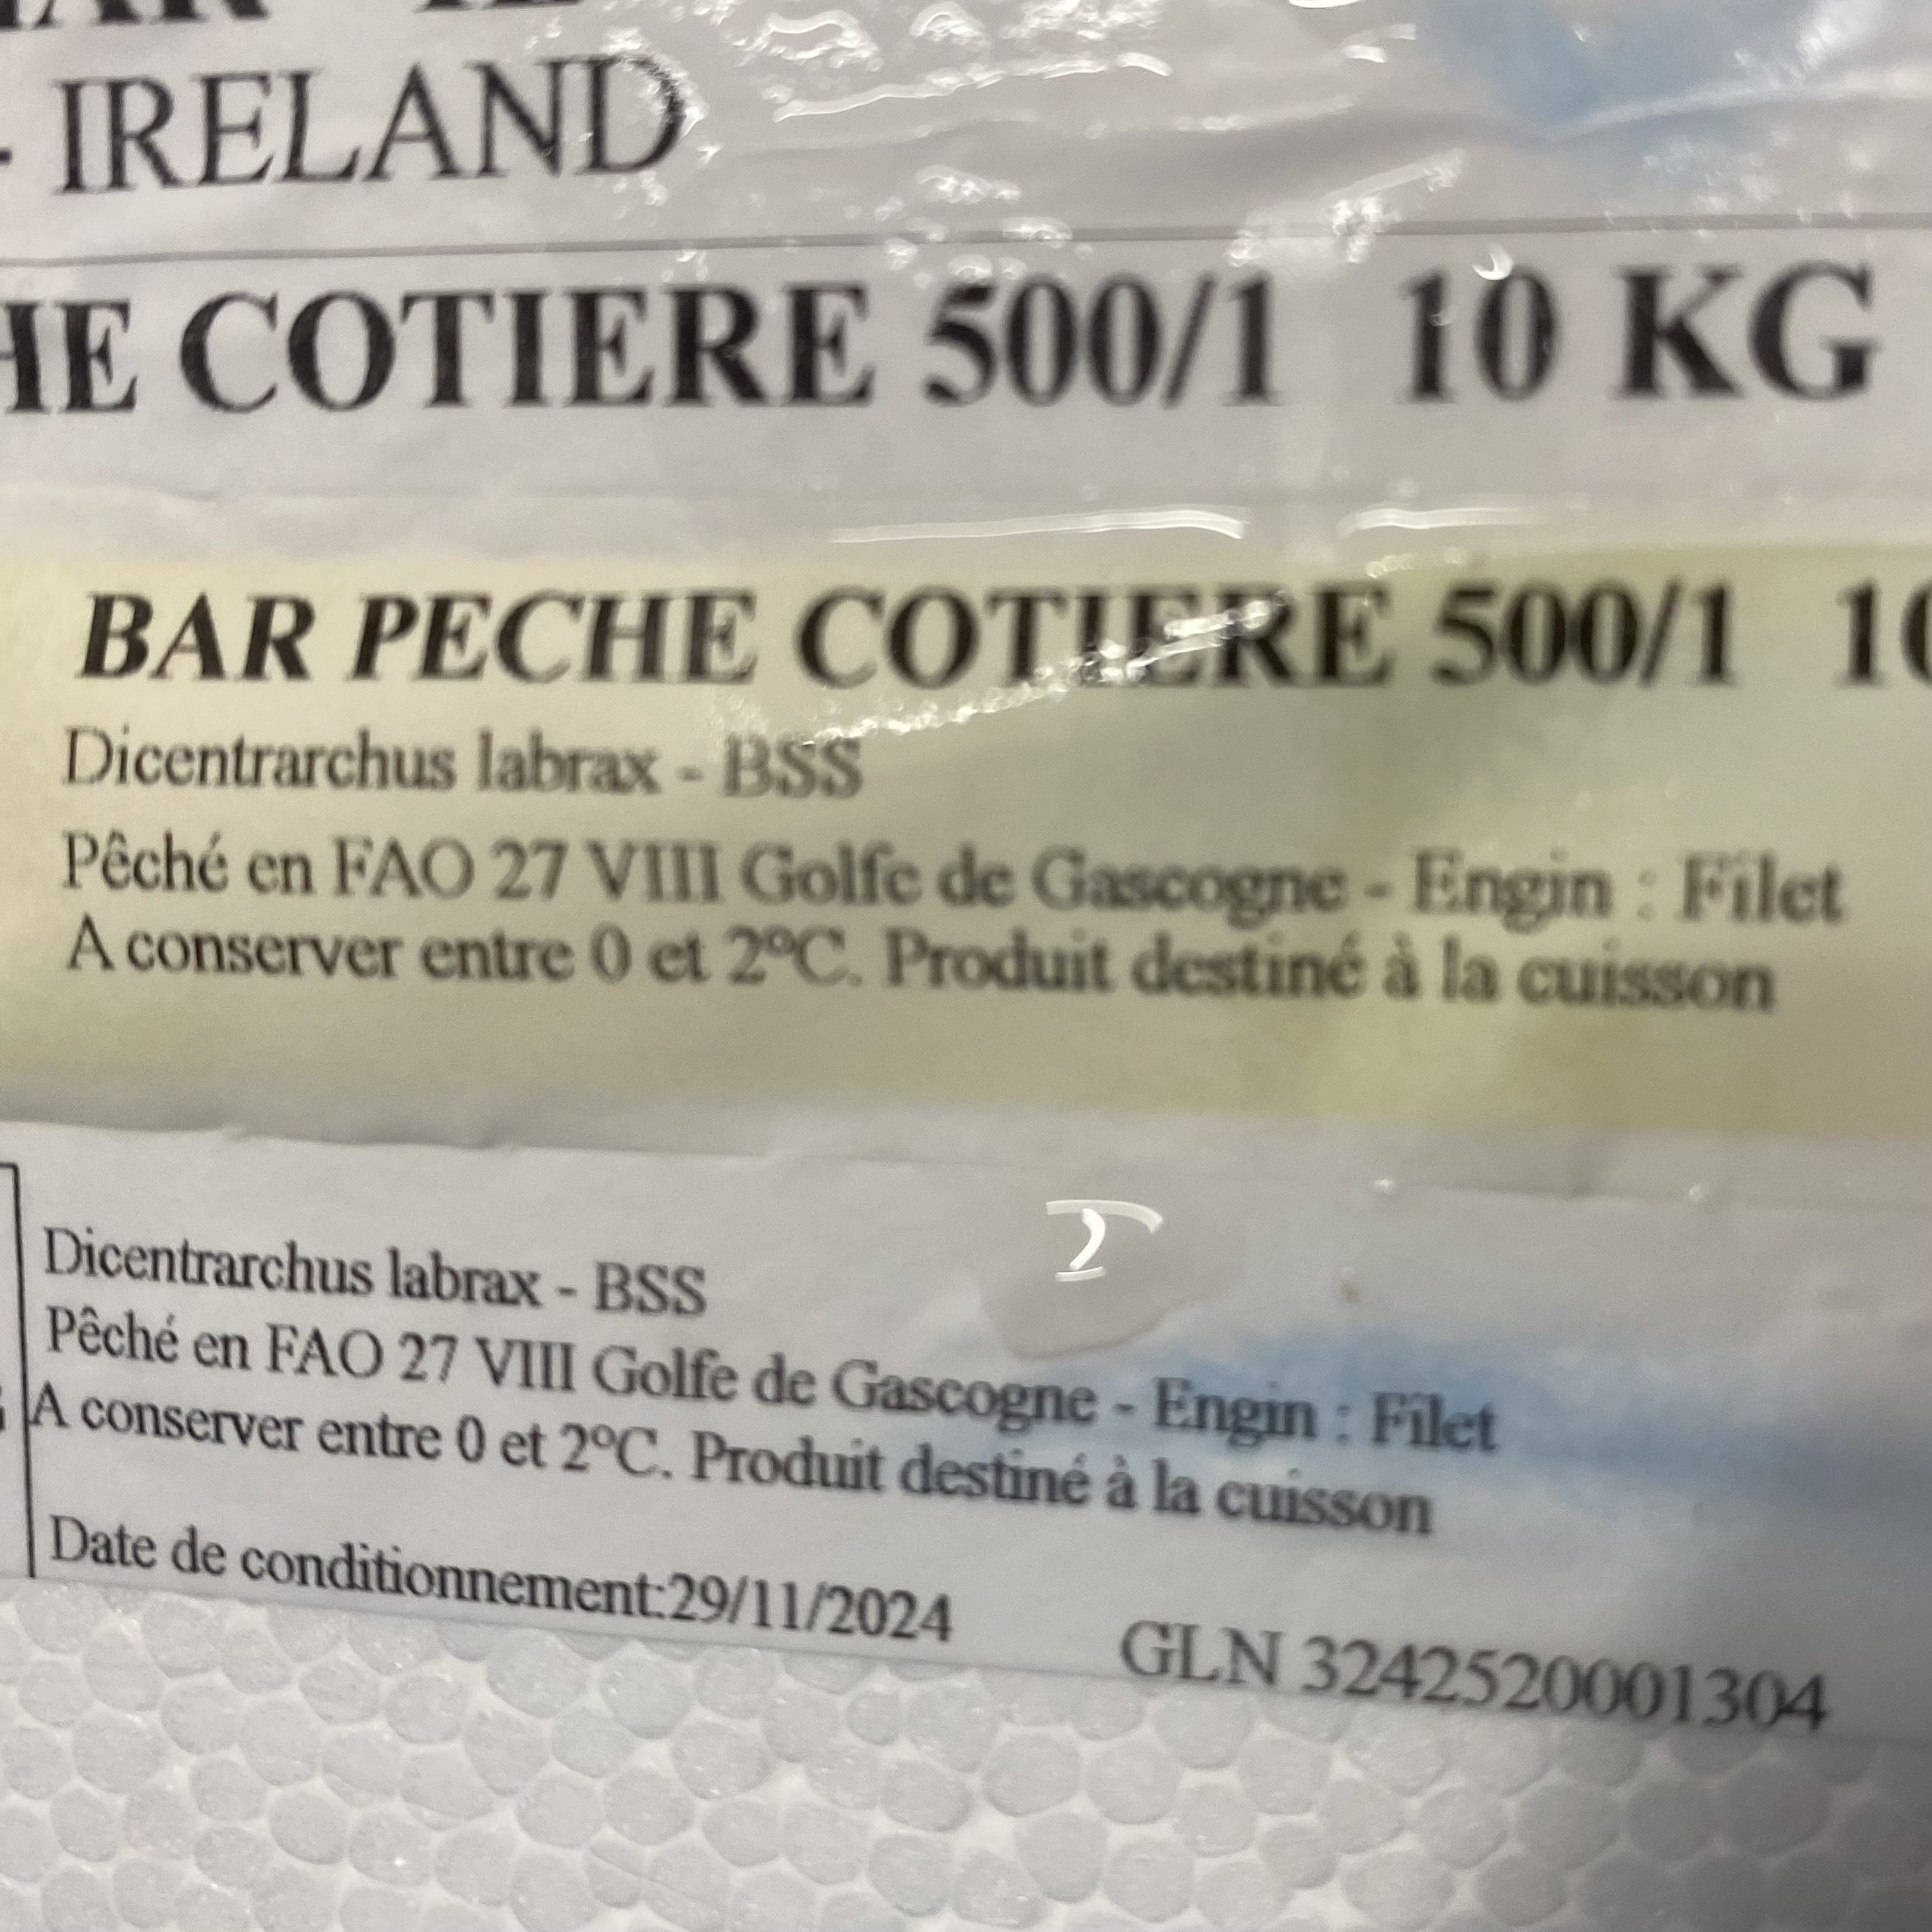 - IRELAND
HE COTIERE 500/1 10 KG
BAR PECHE COTIERE 500/1 10
Dicentrarchus labrax - BSS
Pêché en FAO 27 VIII Golfe de Gascogne - Engin : Filet
A conserver entre 0 et 2°C. Produit destiné à la cuisson
Dicentrarchus labrax - BSS
Pêché en FAO 27 VIII Golfe de Gascogne - Engin : Filet
A conserver entre 0 et 2°C. Produit destiné à la cuisson
Date de conditionnement:29/11/2024
GLN 3242520001304